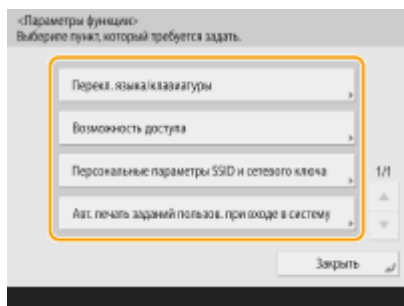 <Параметры функции>
Выберите пункт, который требуется задать.
Перекл. языка/клавиатуры
Возможность доступа
Персональные параметры SSID и сетевого ключа
1/1
Авт. печать заданий пользов. при входе в систему
Закрыть